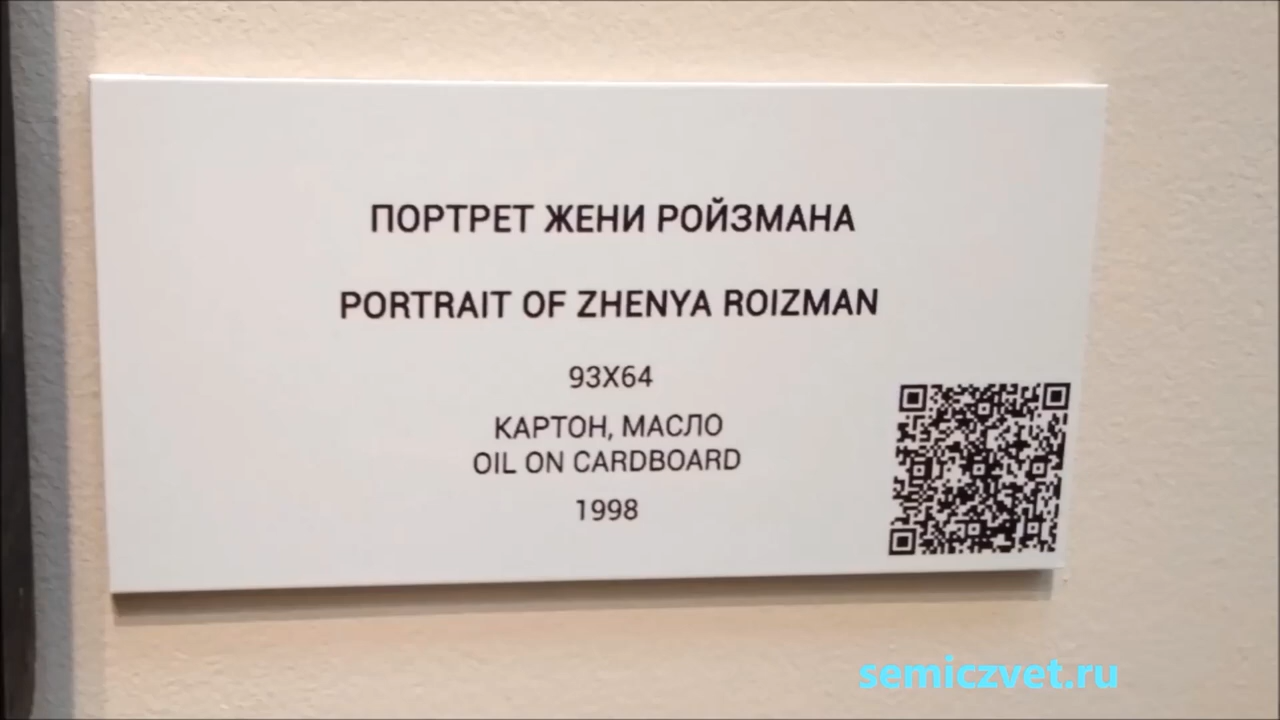 ПОРТРЕТ ЖЕНИ РОЙЗМАНА
PORTRAIT OF ZHENYA ROIZMAN
93X64
КАРТОН, МАСЛО
OIL ON CARDBOARD
1998
semiczvet.ru